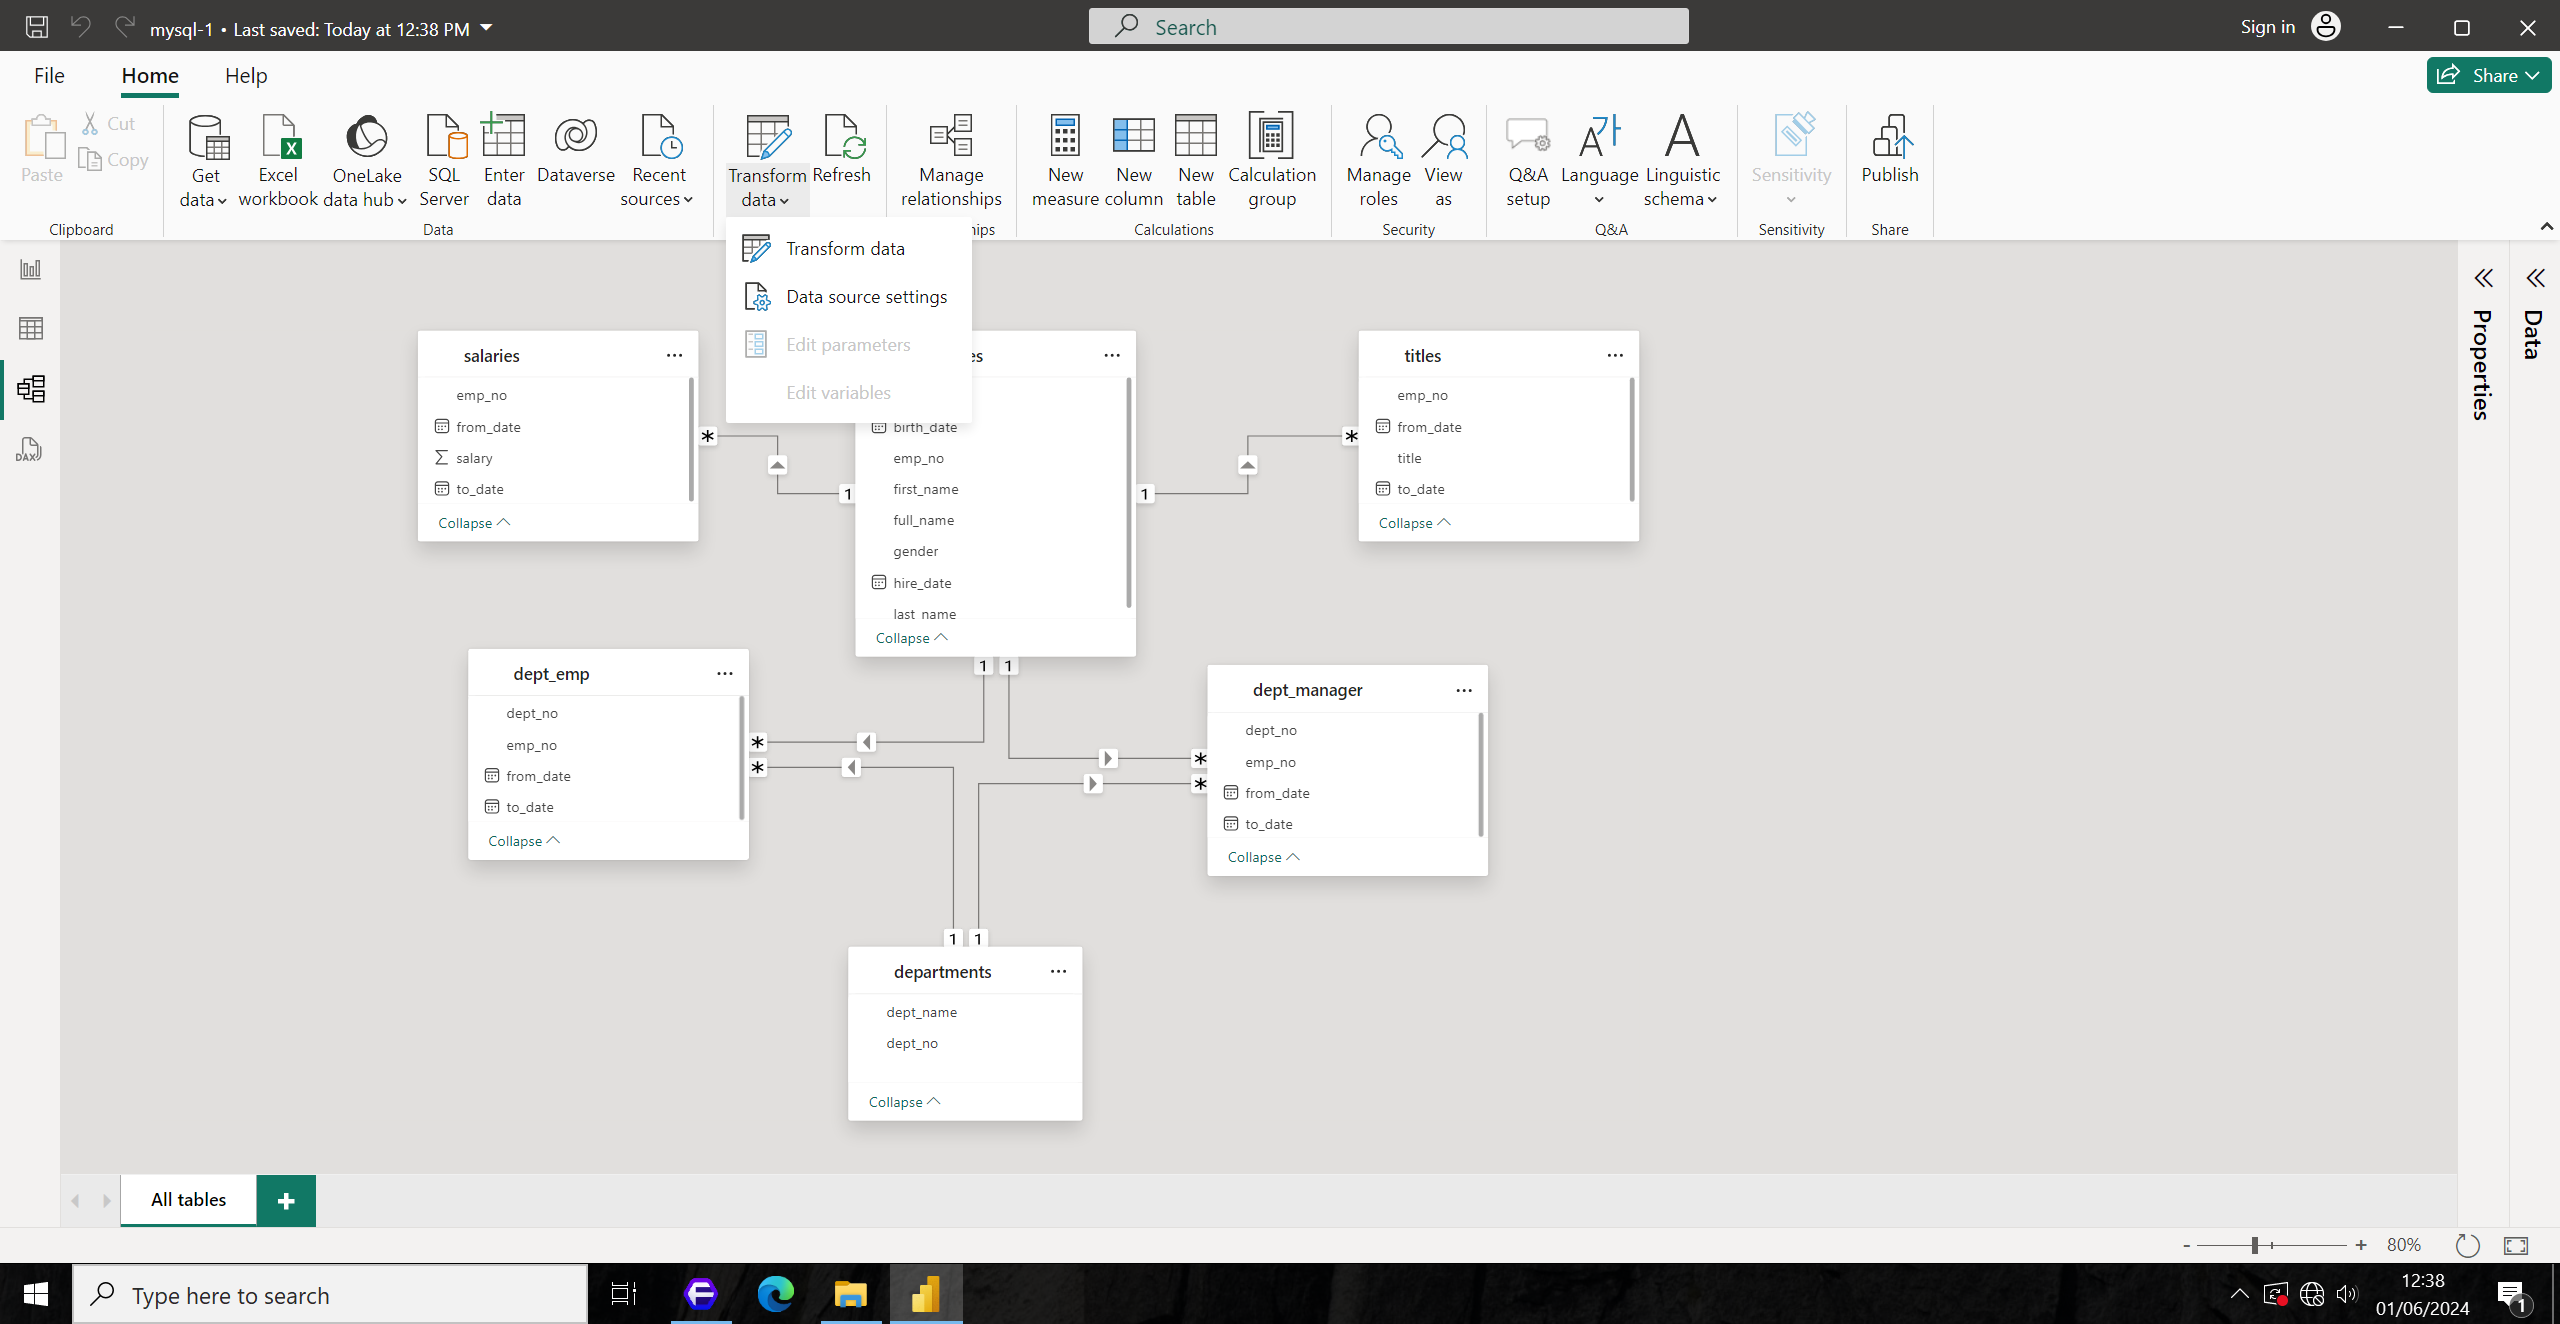 mysql-1 • Last saved: Today at 12:38 PM
Search
Sign in
File
Home
Help
Share
Paste
Cut
Copy
Clipboard
Get data
Excel workbook
OneLake data hub
SQL Server
Enter data
Dataverse
Recent sources
Data
Transform data
Refresh
Manage relationships
ips
New measure
New column
New table
Calculation group
Calculations
Manage roles
View as
Security
Q&A setup
Language
Linguistic schema
Q&A
Sensitivity
Sensitivity
Publish
Share
Transform data
Data source settings
Edit parameters
Edit variables
DAX
salaries
emp_no
from_date
salary
to_date
Collapse
es
birth_date
emp_no
first_name
full_name
gender
hire_date
last_name
Collapse
titles
emp_no
from_date
title
to_date
Collapse
* 1 1 *
dept_emp
dept_no
emp_no
from_date
to_date
Collapse
1 1
* *
* *
dept_manager
dept_no
emp_no
from_date
to_date
Collapse
1 1
departments
dept_name
dept_no
Collapse
Properties
Data
All tables
+
- + 80%
Type here to search
12:38
01/06/2024
1